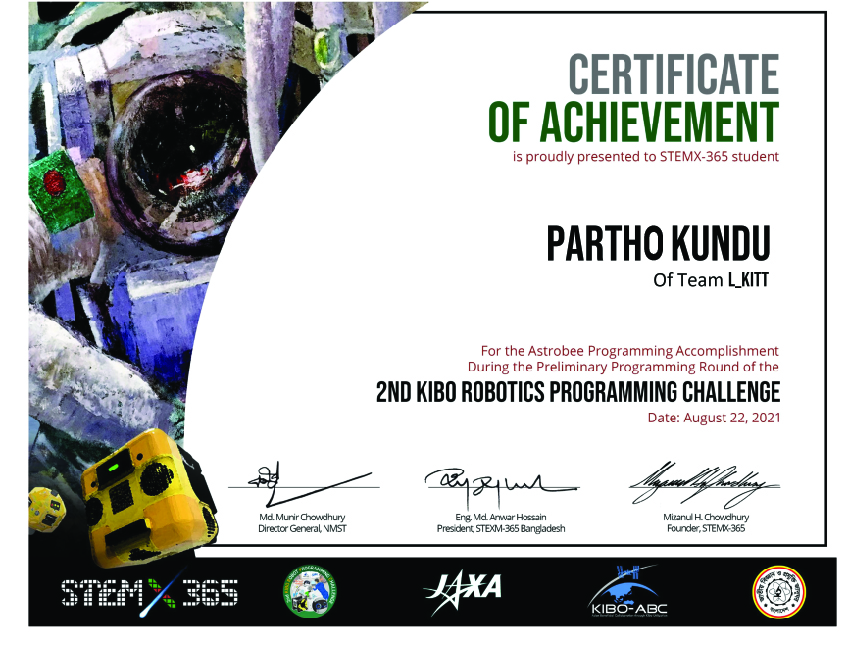 CERTIFICATE
OF ACHIEVEMENT
is proudly presented to STEMX-365 student
PARTHO KUNDU
Of Team L_KITT
For the Astrobee Programming Accomplishment
During the Preliminary Programming Round of the
2ND KIBO ROBOTICS PROGRAMMING CHALLENGE
Date: August 22, 2021
Md. Munir Chowdhury
Director General, NMST
Eng. Md. Anwar Hossain
President, STEXM-365 Bangladesh
Mizanul H. Chowdhury
Founder, STEMX-365
STEMX365
JAXA
KIBO-ABC